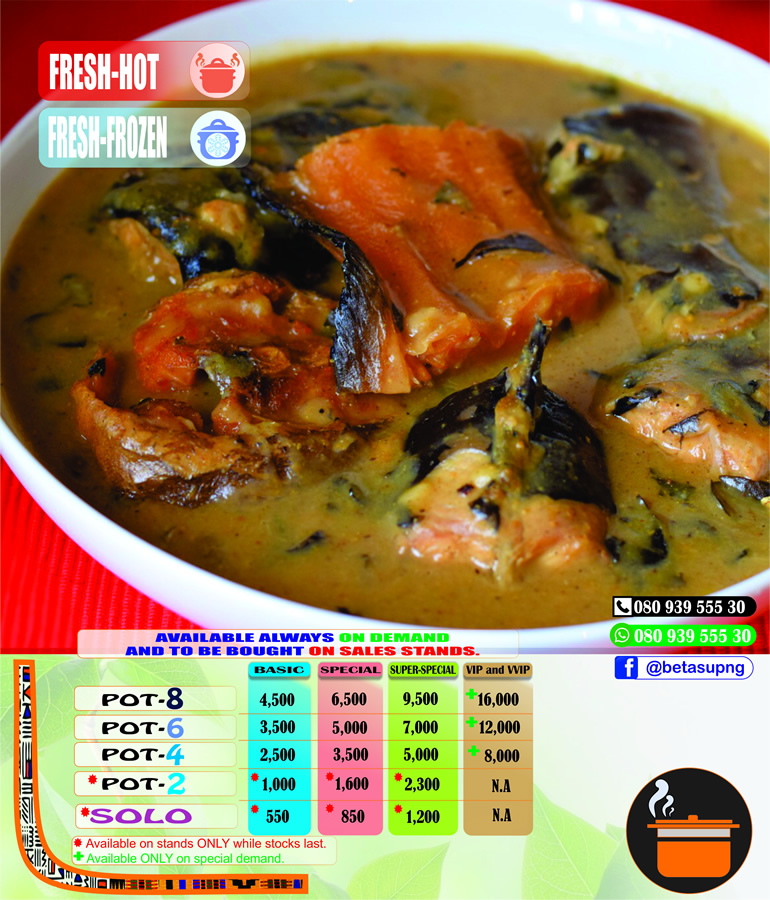 FRESH-HOT
FRESH-FROZEN
080 939 555 30
080 939 555 30
@betasupng
AVAILABLE ALWAYS ON DEMAND
AND TO BE BOUGHT ON SALES STANDS.
BASIC SPECIAL SUPER-SPECIAL VIP and VVIP
POT-8 4,500 6,500 9,500 +16,000
POT-6 3,500 5,000 7,000 +12,000
POT-4 2,500 3,500 5,000 +8,000
*POT-2 *1,000 *1,600 *2,300 N.A
*SOLO *550 *850 *1,200 N.A
* Available on stands ONLY while stocks last.
+ Available ONLY on special demand.